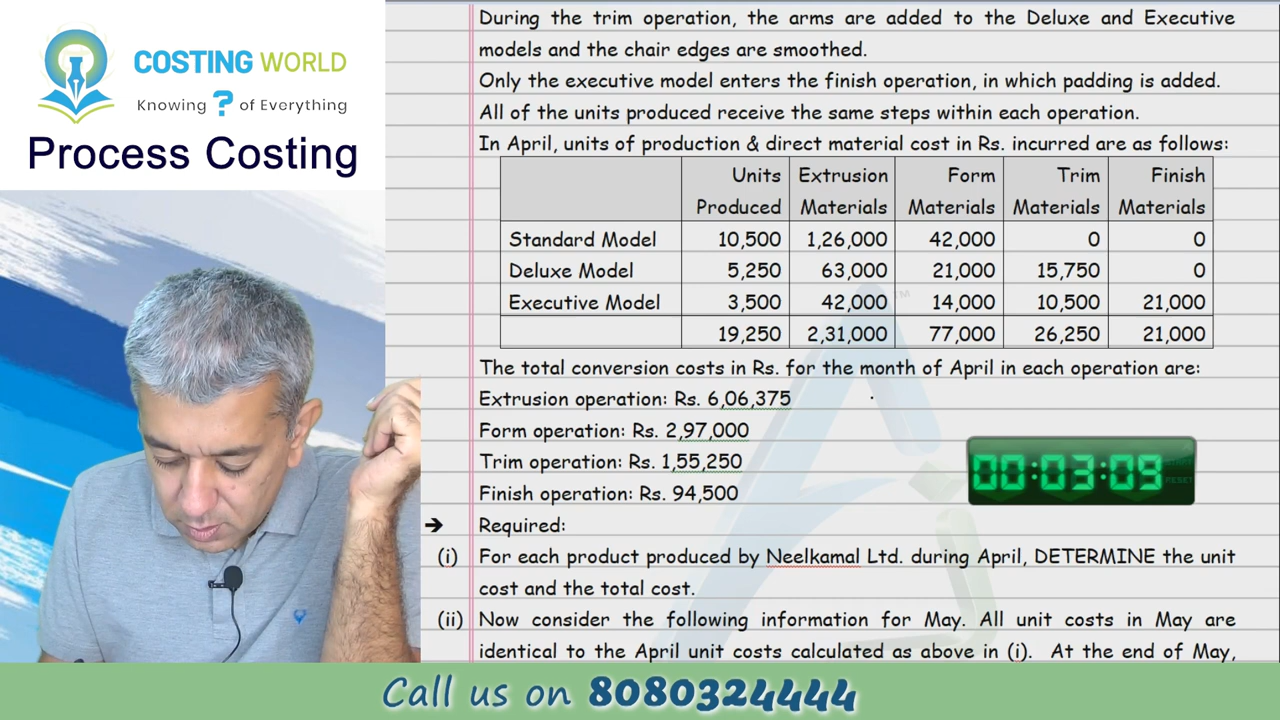 COSTING WORLD
Knowing ? of Everything
Process Costing
During the trim operation, the arms are added to the Deluxe and Executive
models and the chair edges are smoothed.
Only the executive model enters the finish operation, in which padding is added.
All of the units produced receive the same steps within each operation.
In April, units of production & direct material cost in Rs. incurred are as follows:
Units Produced Extrusion Materials Form Materials Trim Materials Finish Materials
Standard Model 10,500 1,26,000 42,000 0 0
Deluxe Model 5,250 63,000 21,000 15,750 0
Executive Model 3,500 42,000 14,000 10,500 21,000
19,250 2,31,000 77,000 26,250 21,000
TM
The total conversion costs in Rs. for the month of April in each operation are:
Extrusion operation: Rs. 6,06,375
Form operation: Rs. 2,97,000
Trim operation: Rs. 1,55,250
Finish operation: Rs. 94,500
00:03:09
➔ Required:
(i) For each product produced by Neelkamal Ltd. during April, DETERMINE the unit
cost and the total cost.
(ii) Now consider the following information for May. All unit costs in May are
identical to the April unit costs calculated as above in (i). At the end of May,
Call us on 8080324444